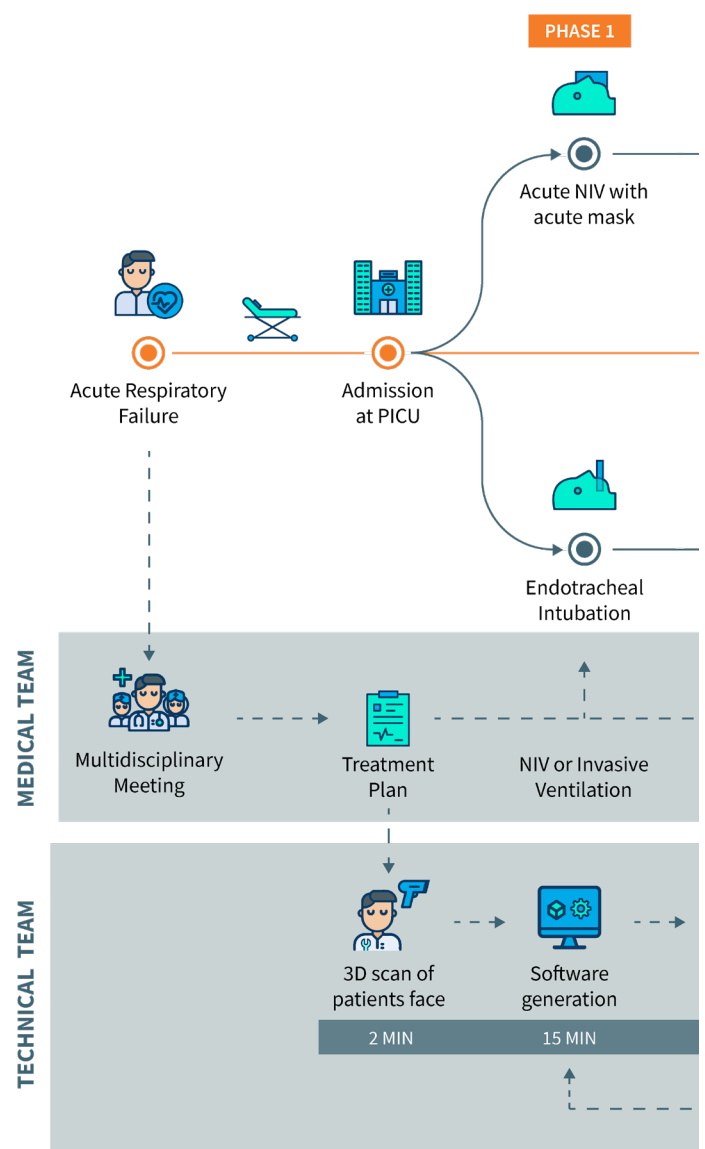 PHASE 1
Acute NIV with
acute mask
Acute Respiratory
Failure
Admission
at PICU
Endotracheal
Intubation
MEDICAL TEAM
Multidisciplinary
Meeting
Treatment
Plan
NIV or Invasive
Ventilation
TECHNICAL TEAM
3D scan of
patients face
Software
generation
2 MIN
15 MIN